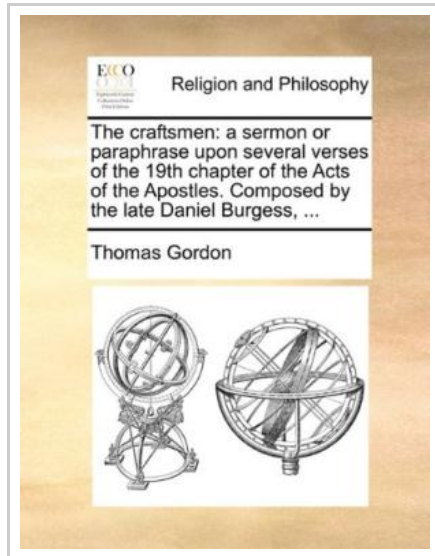 ECCO
Religion and Philosophy
The craftsmen: a sermon or
paraphrase upon several verses
of the 19th chapter of the Acts
of the Apostles. Composed by
the late Daniel Burgess, ...
Thomas Gordon